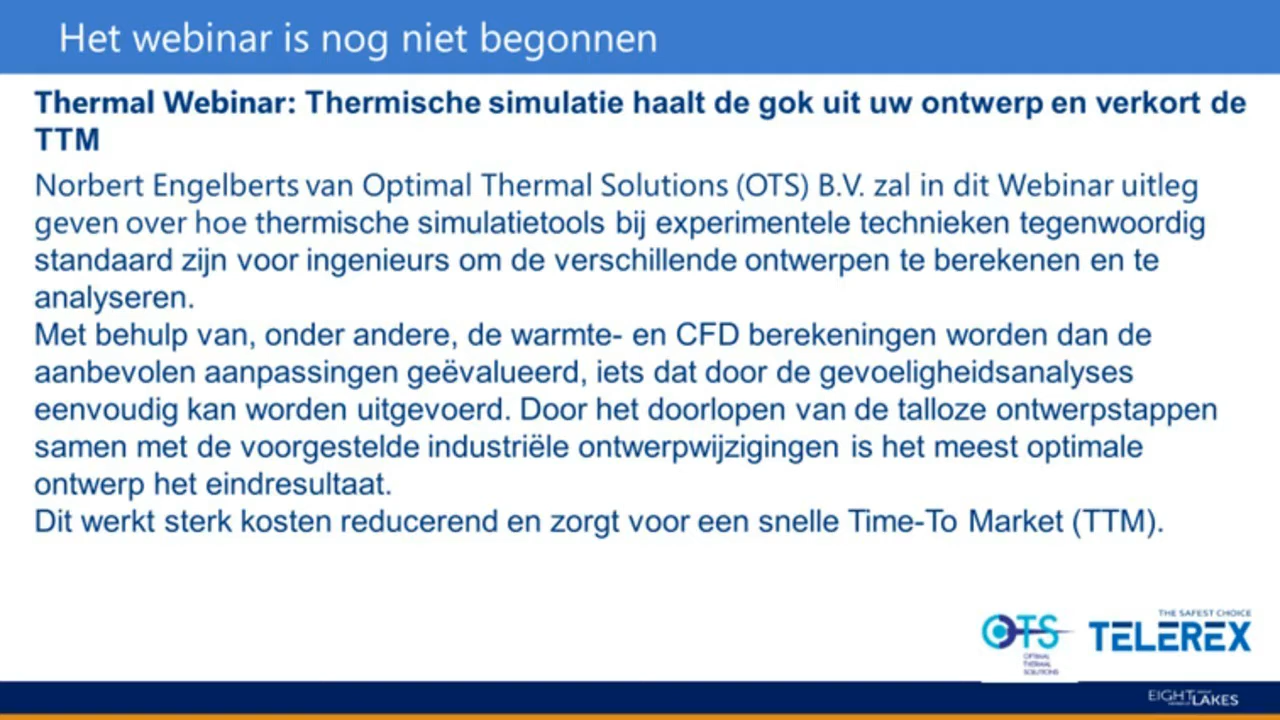 Het webinar is nog niet begonnen
Thermal Webinar: Thermische simulatie haalt de gok uit uw ontwerp en verkort de
TTM
Norbert Engelberts van Optimal Thermal Solutions (OTS) B.V. zal in dit Webinar uitleg
geven over hoe thermische simulatietools bij experimentele technieken tegenwoordig
standaard zijn voor ingenieurs om de verschillende ontwerpen te berekenen en te
analyseren.
Met behulp van, onder andere, de warmte- en CFD berekeningen worden dan de
aanbevolen aanpassingen geëvalueerd, iets dat door de gevoeligheidsanalyses
eenvoudig kan worden uitgevoerd. Door het doorlopen van de talloze ontwerpstappen
samen met de voorgestelde industriële ontwerpwijzigingen is het meest optimale
ontwerp het eindresultaat.
Dit werkt sterk kosten reducerend en zorgt voor een snelle Time-To Market (TTM).
OTS
OPTIMAL
THERMAL
SOLUTIONS
THE SAFEST CHOICE
TELEREX
EIGHT
LAKES